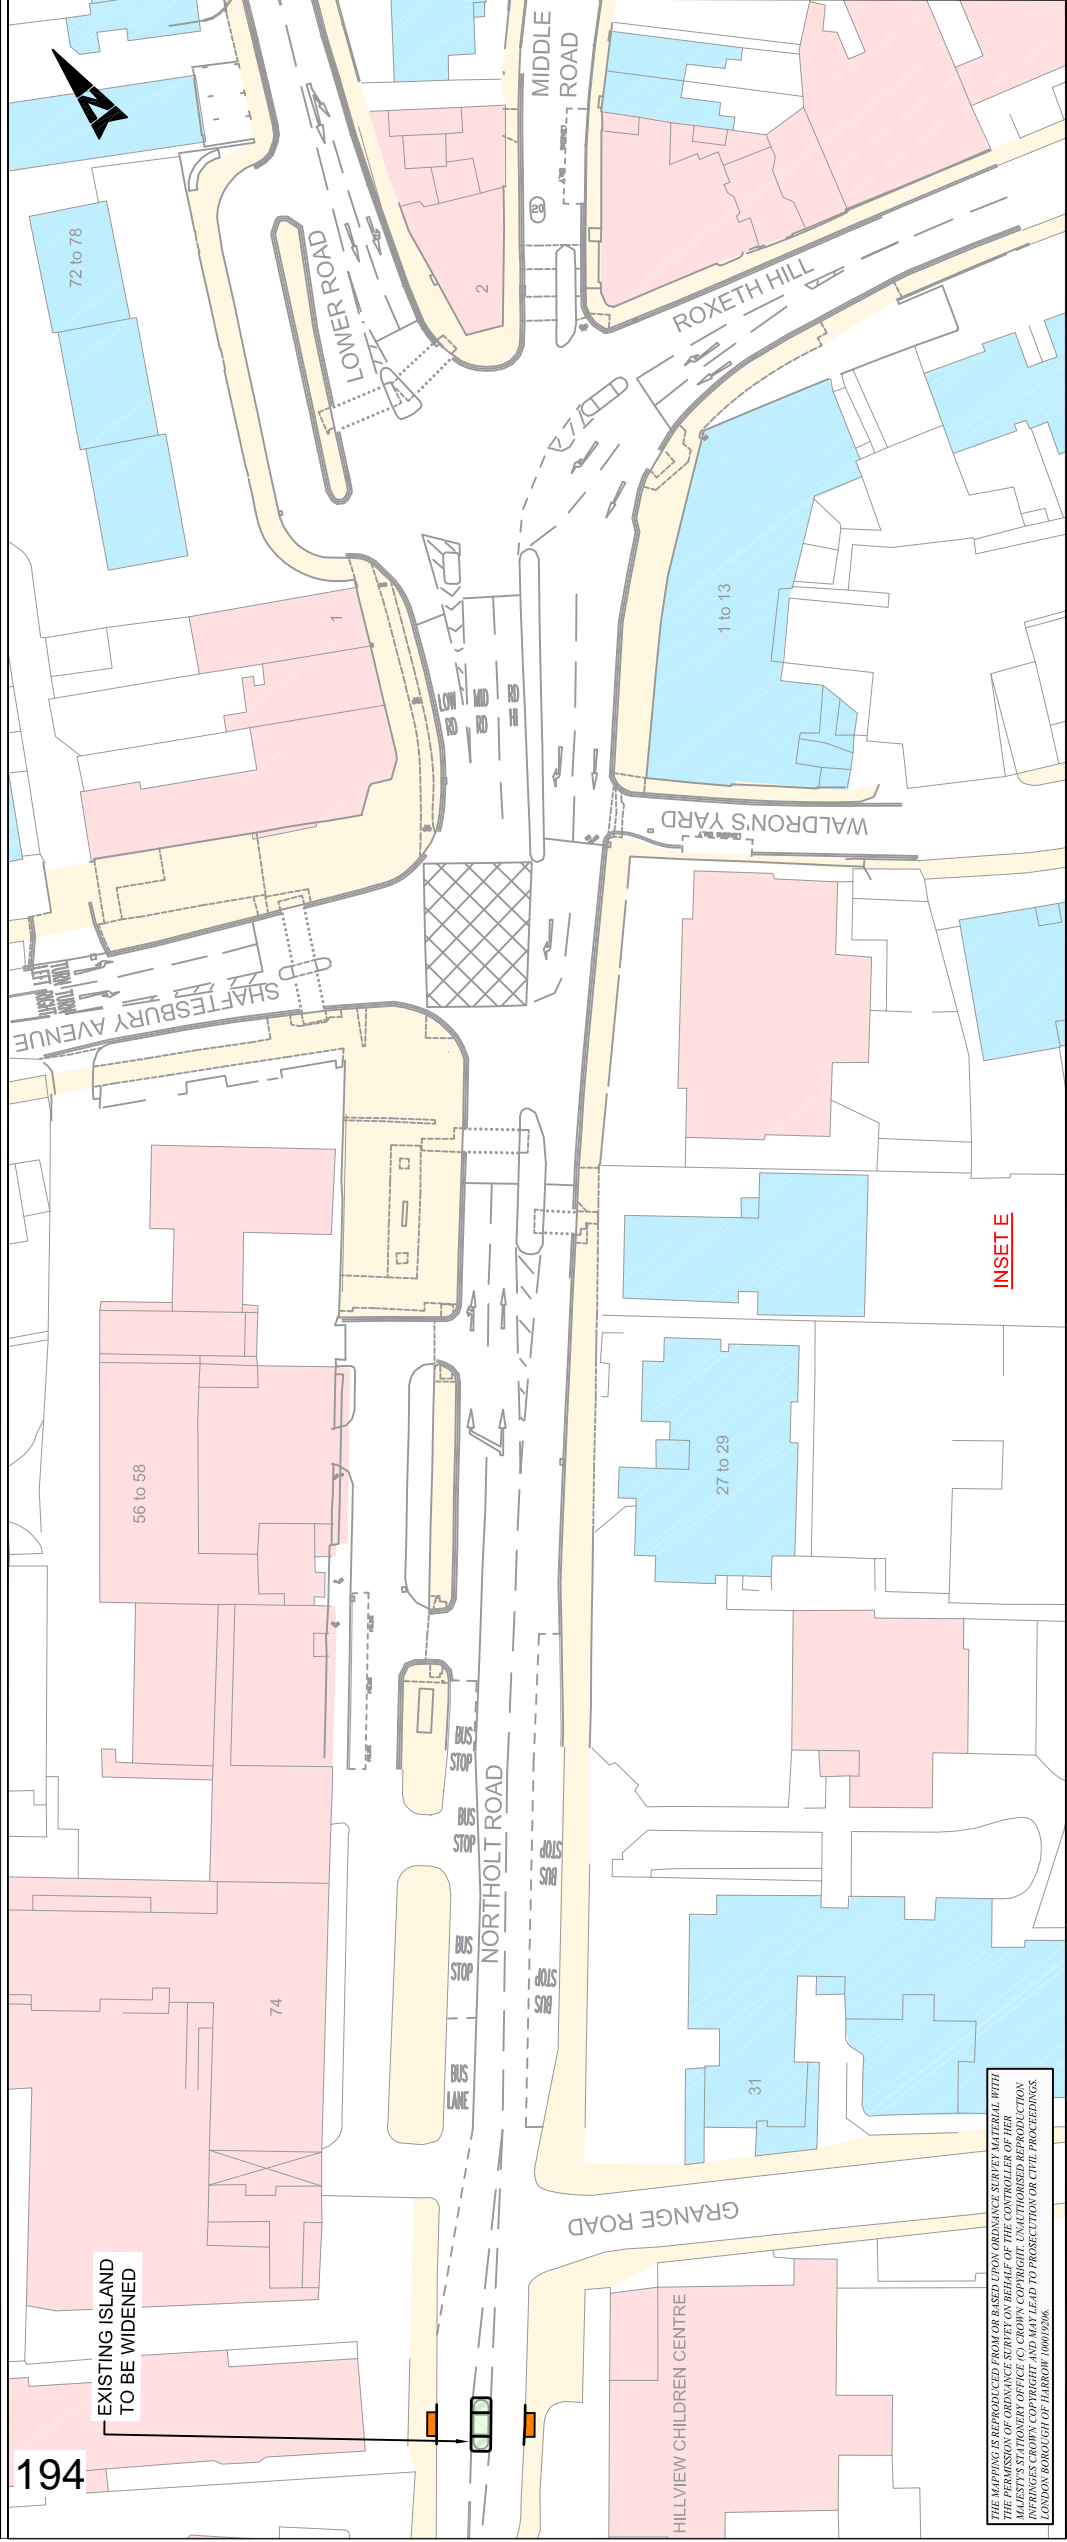 MIDDLE
ROAD
20
72 to 78
LOWER ROAD
2
ROXETH HILL
1
1 to 13
LOW
RD
MID
RD
RD
HI
WALDRON'S YARD
TURN
LEFT
TURN
RIGHT
SHAFTESBURY AVENUE
INSET E
56 to 58
27 to 29
BUS
STOP
BUS
STOP
NORTHOLT ROAD
BUS
STOP
BUS
STOP
BUS
STOP
74
BUS
LANE
31
GRANGE ROAD
EXISTING ISLAND
TO BE WIDENED
HILLVIEW CHILDREN CENTRE
194
THE MAPPING IS REPRODUCED FROM OR BASED UPON ORDNANCE SURVEY MATERIAL WITH
THE PERMISSION OF ORDNANCE SURVEY ON BEHALF OF THE CONTROLLER OF HER
MAJESTY'S STATIONERY OFFICE (C) CROWN COPYRIGHT. UNAUTHORISED REPRODUCTION
INFRINGES CROWN COPYRIGHT AND MAY LEAD TO PROSECUTION OR CIVIL PROCEEDINGS.
LONDON BOROUGH OF HARROW 100019206.